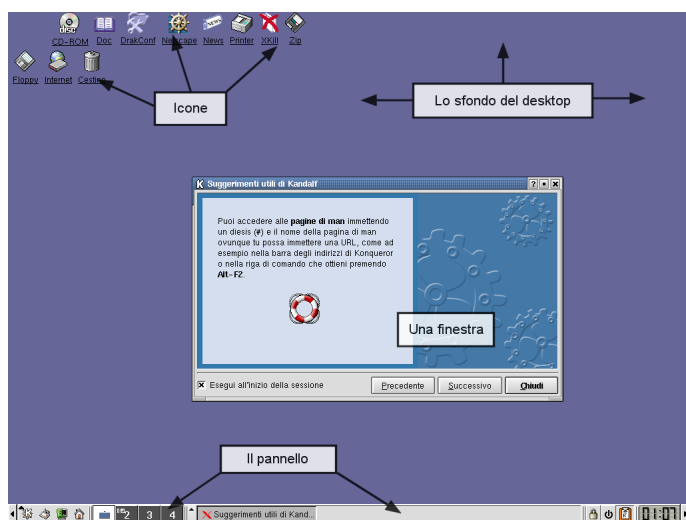 CD-ROM Doc DrakConf Netscape News Printer XKill Zip
Floppy Internet Cestino
Icone
Lo sfondo del desktop
Suggerimenti utili di Kandalf
Puoi accedere alle pagine di man immettendo
un diesis (#) e il nome della pagina di man
ovunque tu possa immettere una URL, come ad
esempio nella barra degli indirizzi di Konqueror
o nella riga di comando che ottieni premendo
Alt-F2.
Una finestra
Esegui all'inizio della sessione
Precedente Successivo Chiudi
Il pannello
2 3 4 Suggerimenti utili di Kand... 01:07